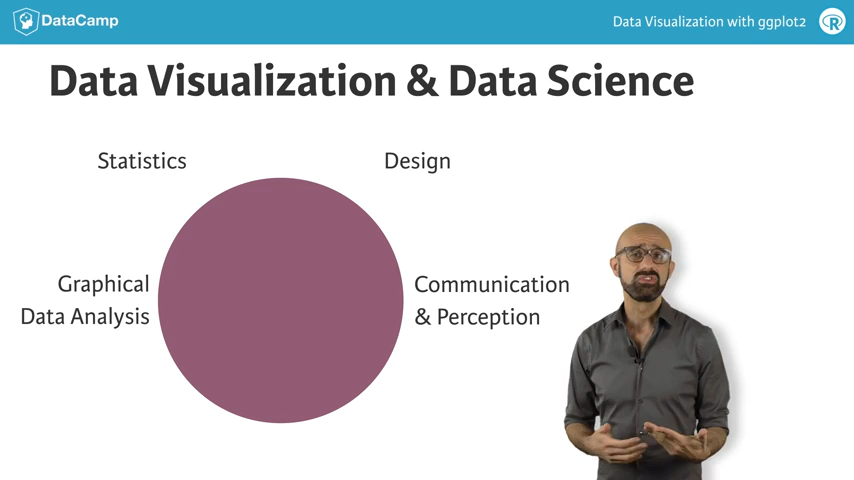 DataCamp
Data Visualization with ggplot2
R
Data Visualization & Data Science
Statistics
Design
Graphical
Data Analysis
Communication
& Perception